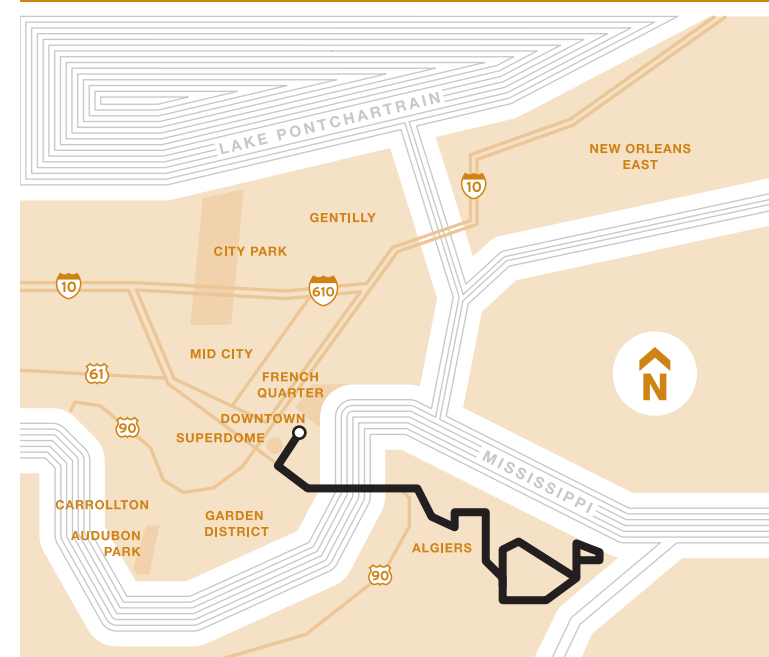 LAKE PONTCHARTRAIN
NEW ORLEANS
EAST
10
GENTILLY
CITY PARK
10
610
MID CITY
61
FRENCH
QUARTER
DOWNTOWN
90
SUPERDOME
N
MISSISSIPPI
CARROLLTON
GARDEN
DISTRICT
AUDUBON
PARK
ALGIERS
90